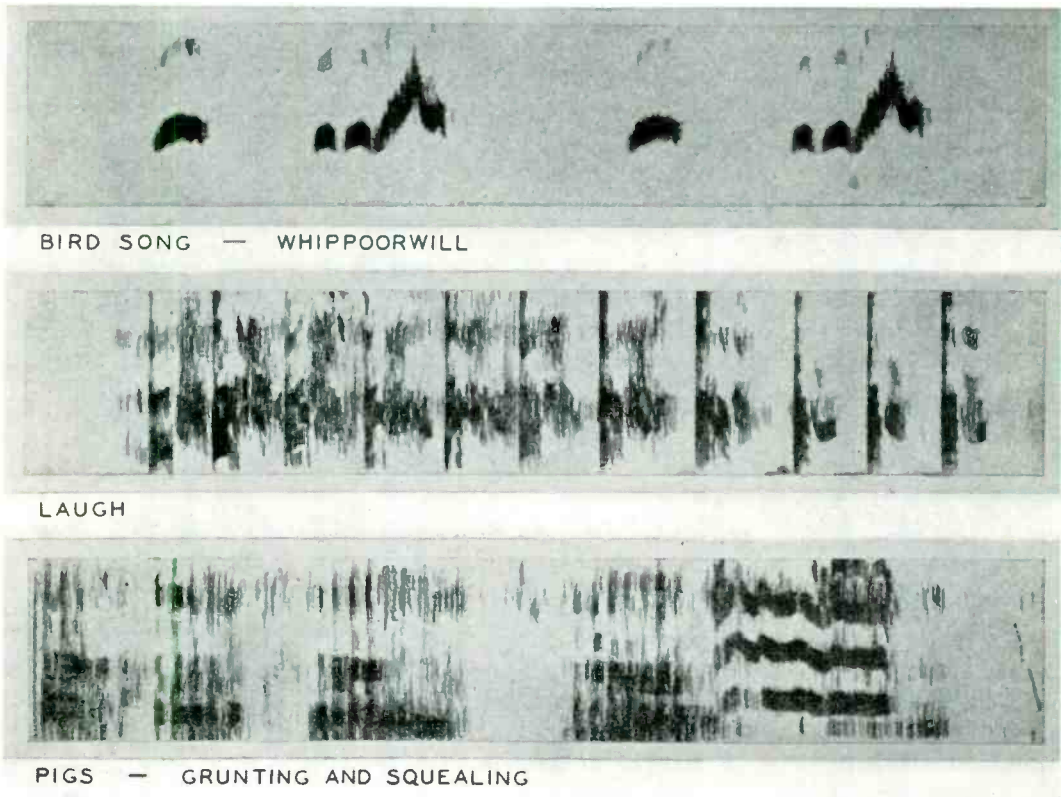 BIRD SONG — WHIPPOORWILL
LAUGH
PIGS — GRUNTING AND SQUEALING